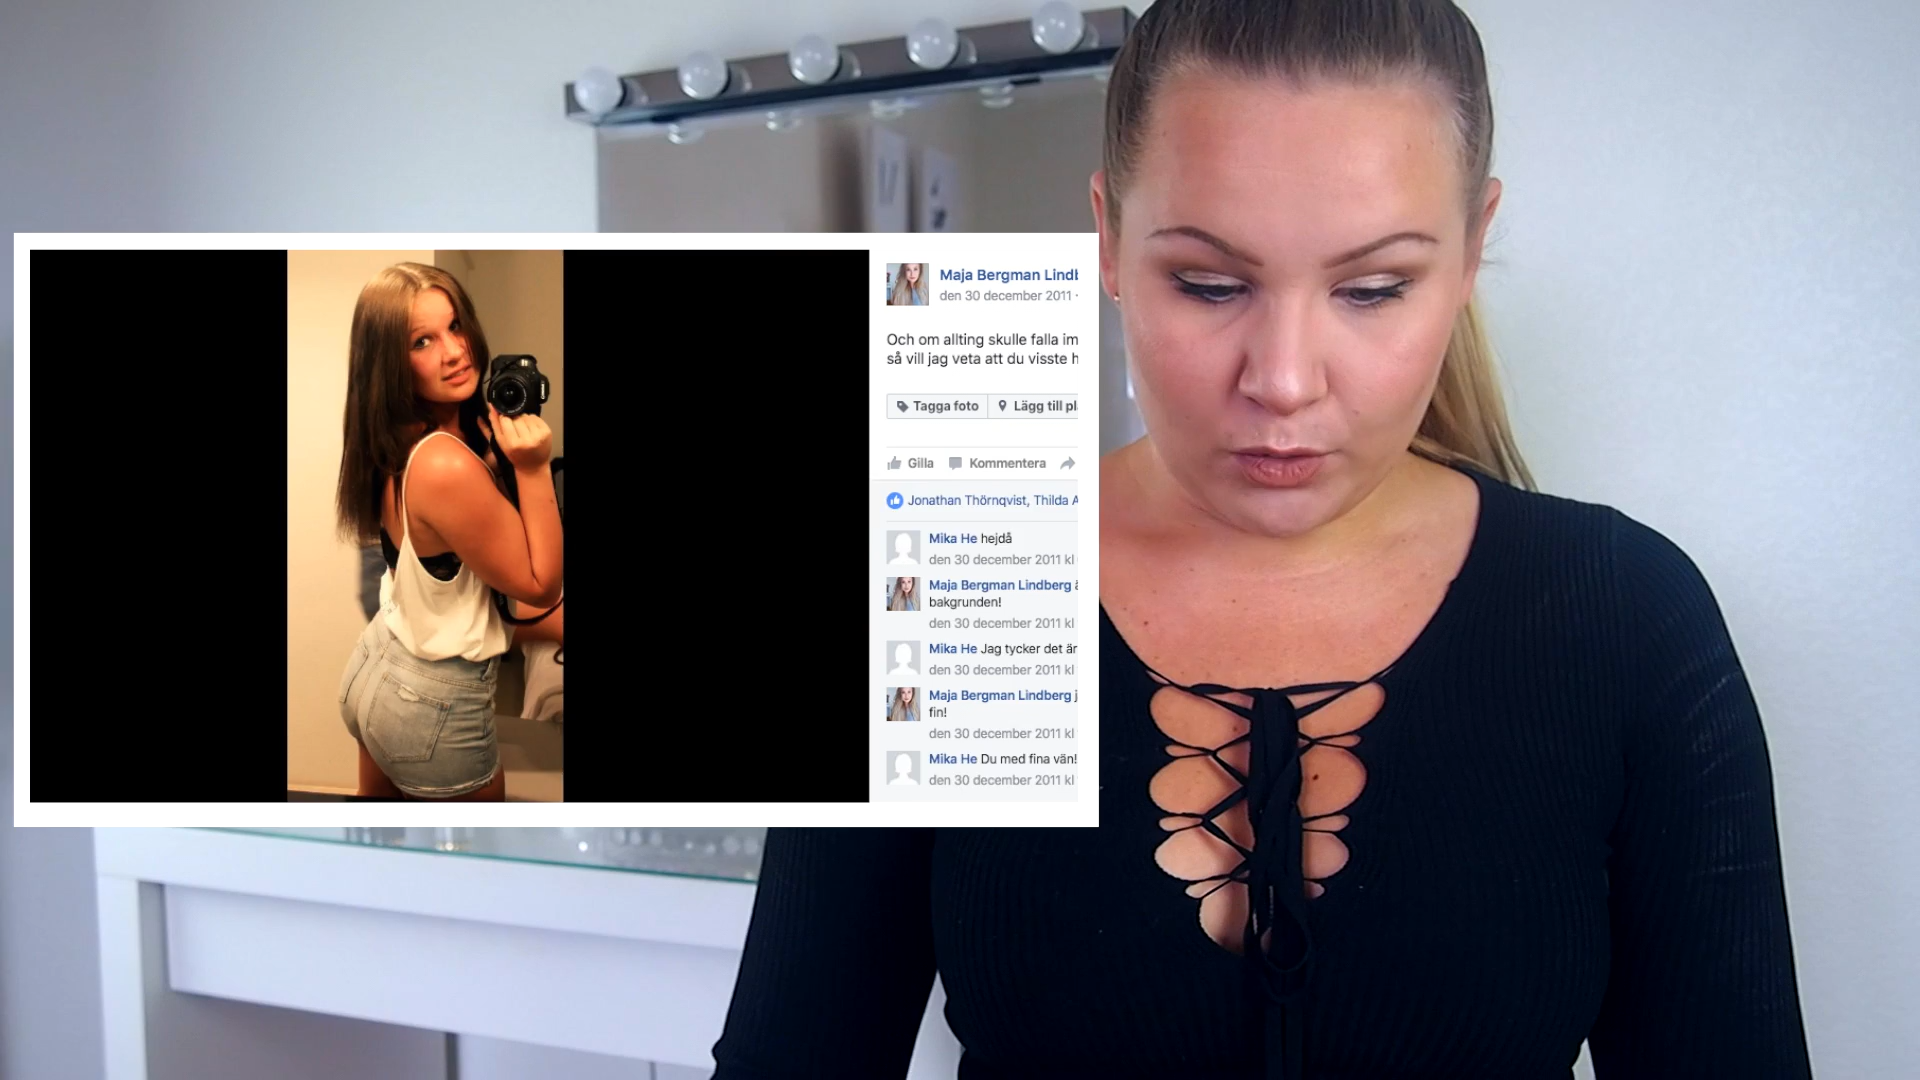 Maja Bergman Lindb
den 30 december 2011 ·
Och om allting skulle falla im
så vill jag veta att du visste h
Tagga foto
Lägg till pl
Gilla
Kommentera
Jonathan Thörnqvist, Thilda A
Mika He hejdå
den 30 december 2011 kl
Maja Bergman Lindberg ä
bakgrunden!
den 30 december 2011 kl
Mika He Jag tycker det är
den 30 december 2011 kl
Maja Bergman Lindberg j
fin!
den 30 december 2011 kl
Mika He Du med fina vän!
den 30 december 2011 kl